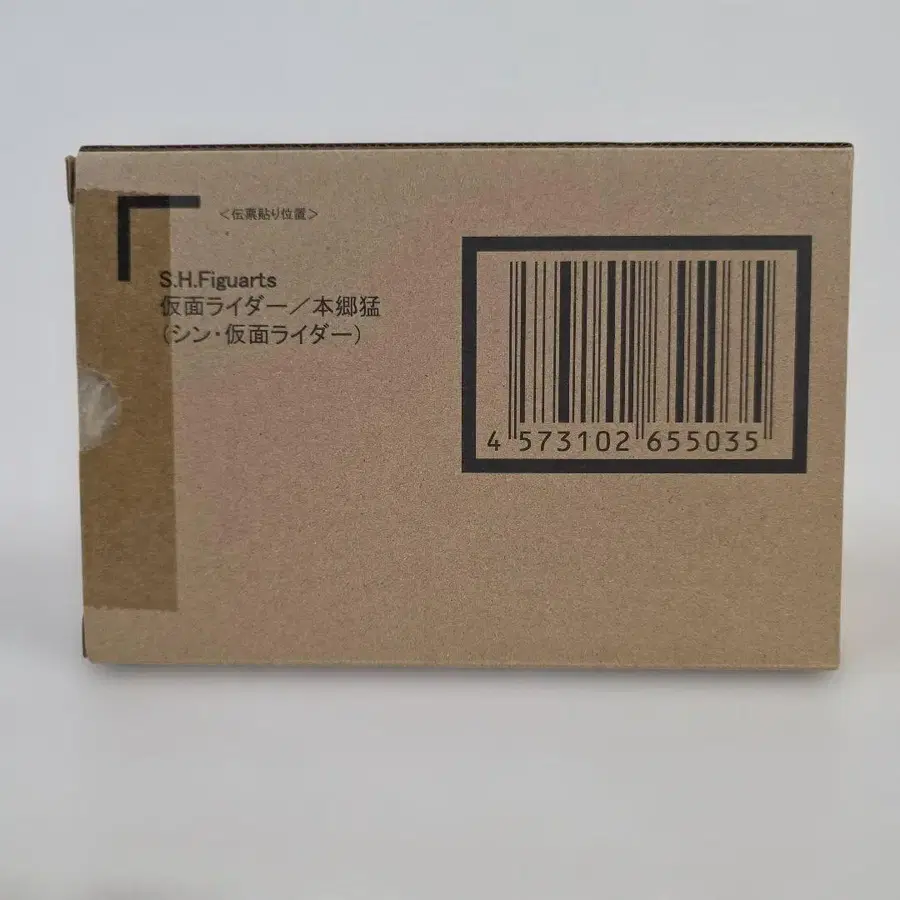 ＜伝票貼り位置＞
S.H.Figuarts
仮面ライダー／本郷猛
（シン・仮面ライダー）
4 573102 655035